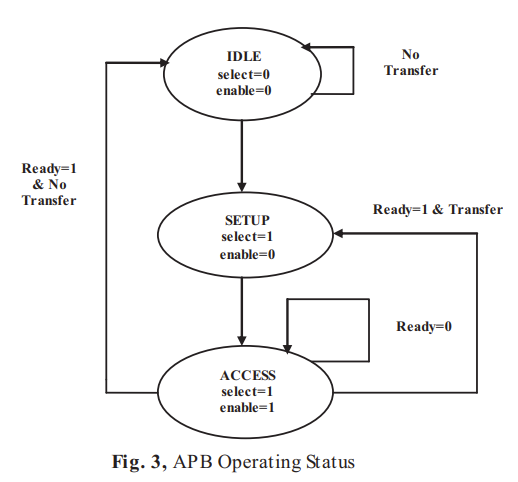 IDLE
select=0
enable=0
No
Transfer
Ready=1
& No
Transfer
SETUP
select=1
enable=0
Ready=1 & Transfer
Ready=0
ACCESS
select=1
enable=1
Fig. 3, APB Operating Status